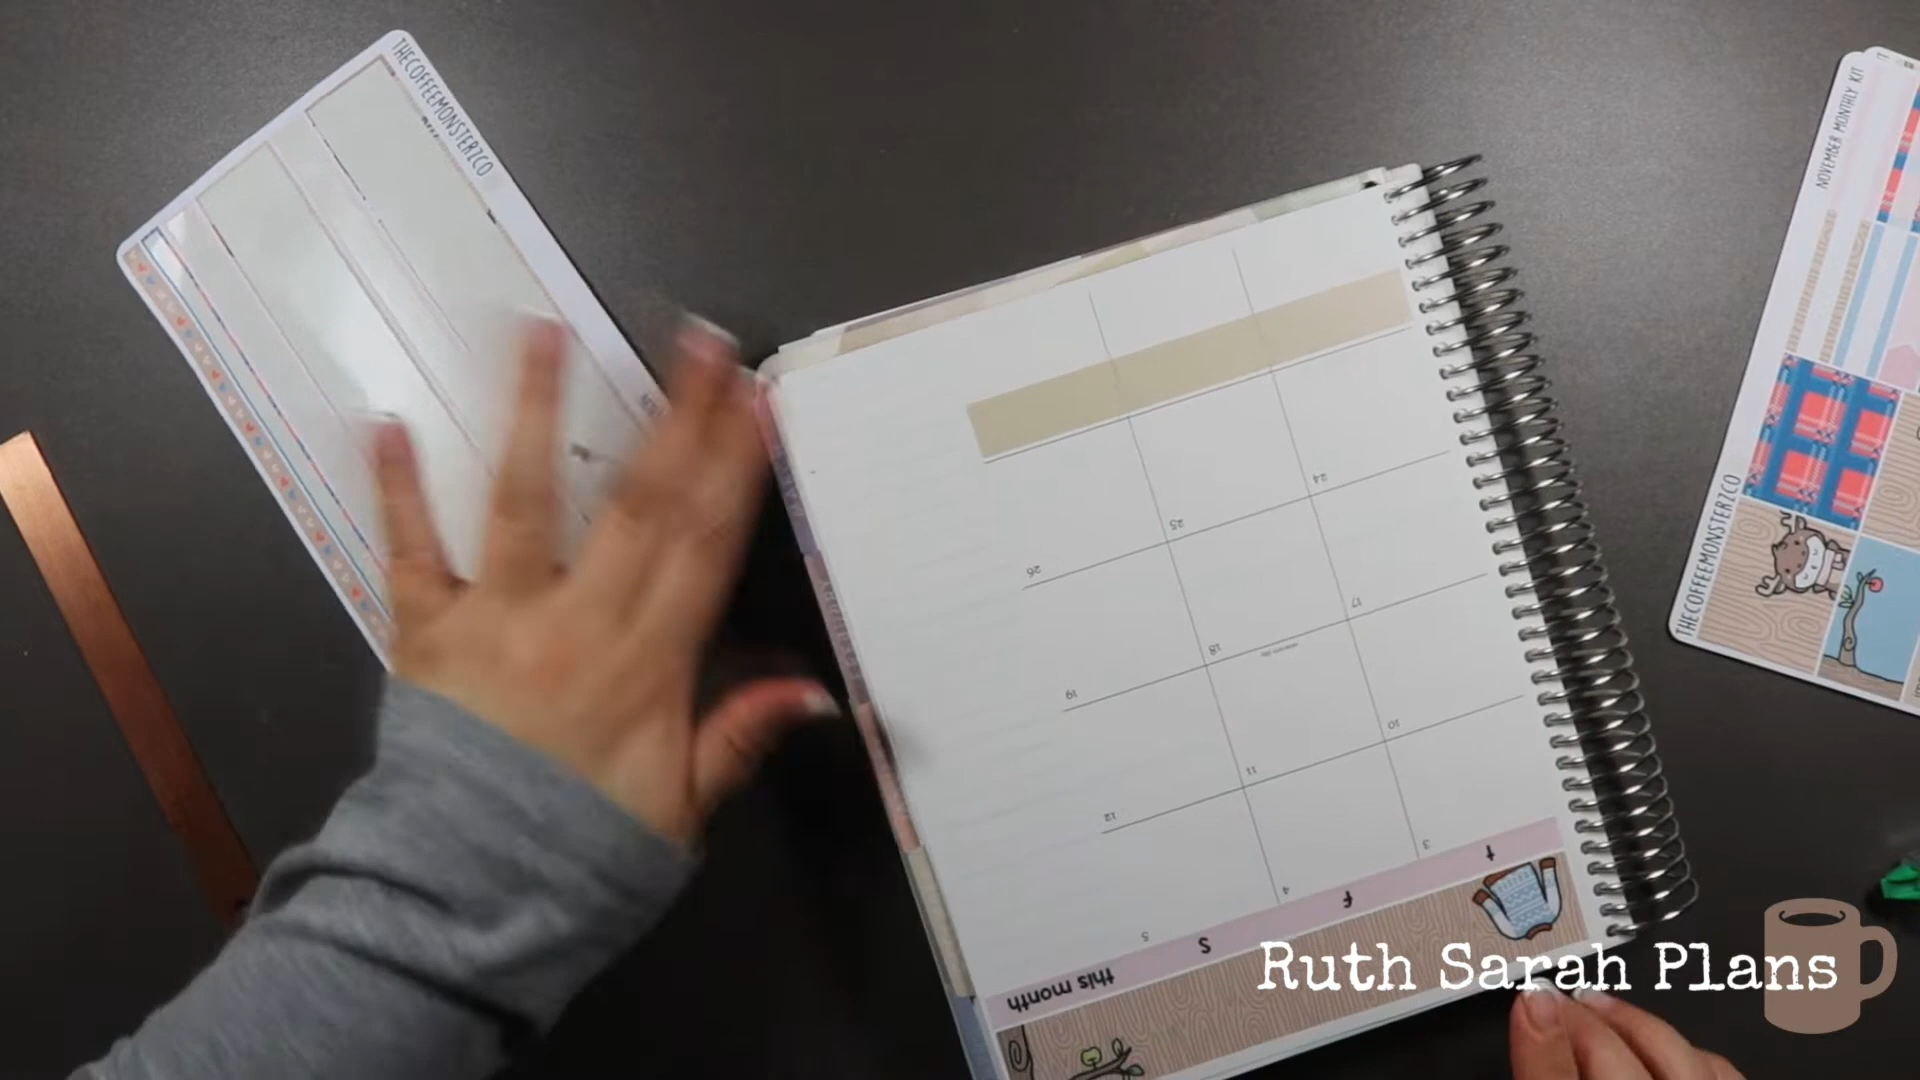 THECOFFEEMONSTERZCO
NOVEMBER MONTHLY KIT
THECOFFEEMONSTERZCO
24
25
26
17
18
19
10
11
12
3
4
5
t
f
s
this month
Ruth Sarah Plans